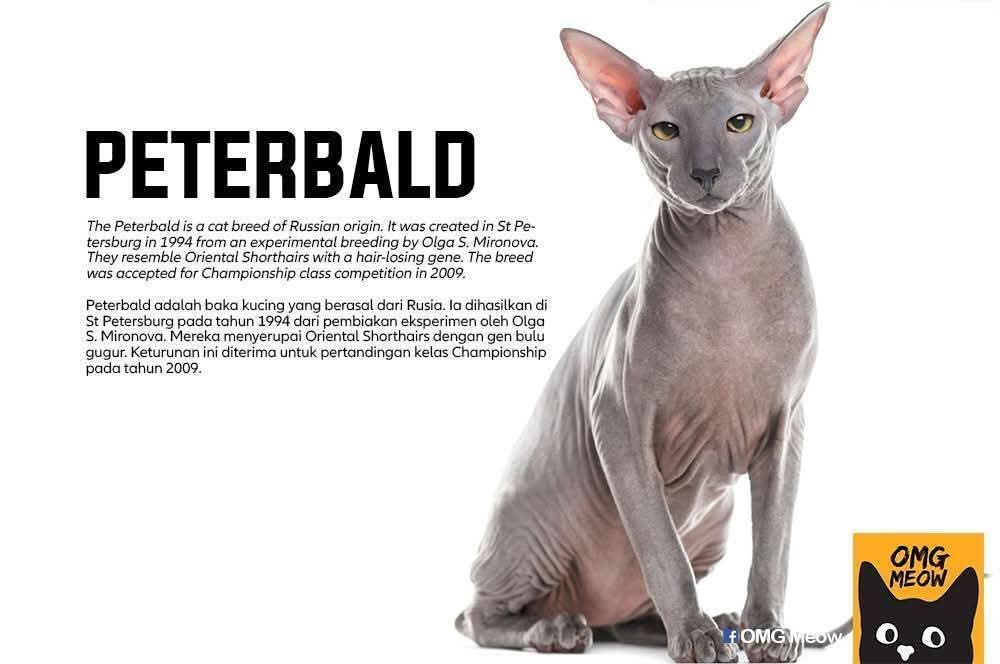 PETERBALD
The Peterbald is a cat breed of Russian origin. It was created in St Pe-
tersburg in 1994 from an experimental breeding by Olga S. Mironova.
They resemble Oriental Shorthairs with a hair-losing gene. The breed
was accepted for Championship class competition in 2009.
Peterbald adalah baka kucing yang berasal dari Rusia. Ia dihasilkan di
St Petersburg pada tahun 1994 dari pembiakan eksperimen oleh Olga
S. Mironova. Mereka menyerupai Oriental Shorthairs dengan gen bulu
gugur. Keturunan ini diterima untuk pertandingan kelas Championship
pada tahun 2009.
OMG
MEOW
f OMG Meow